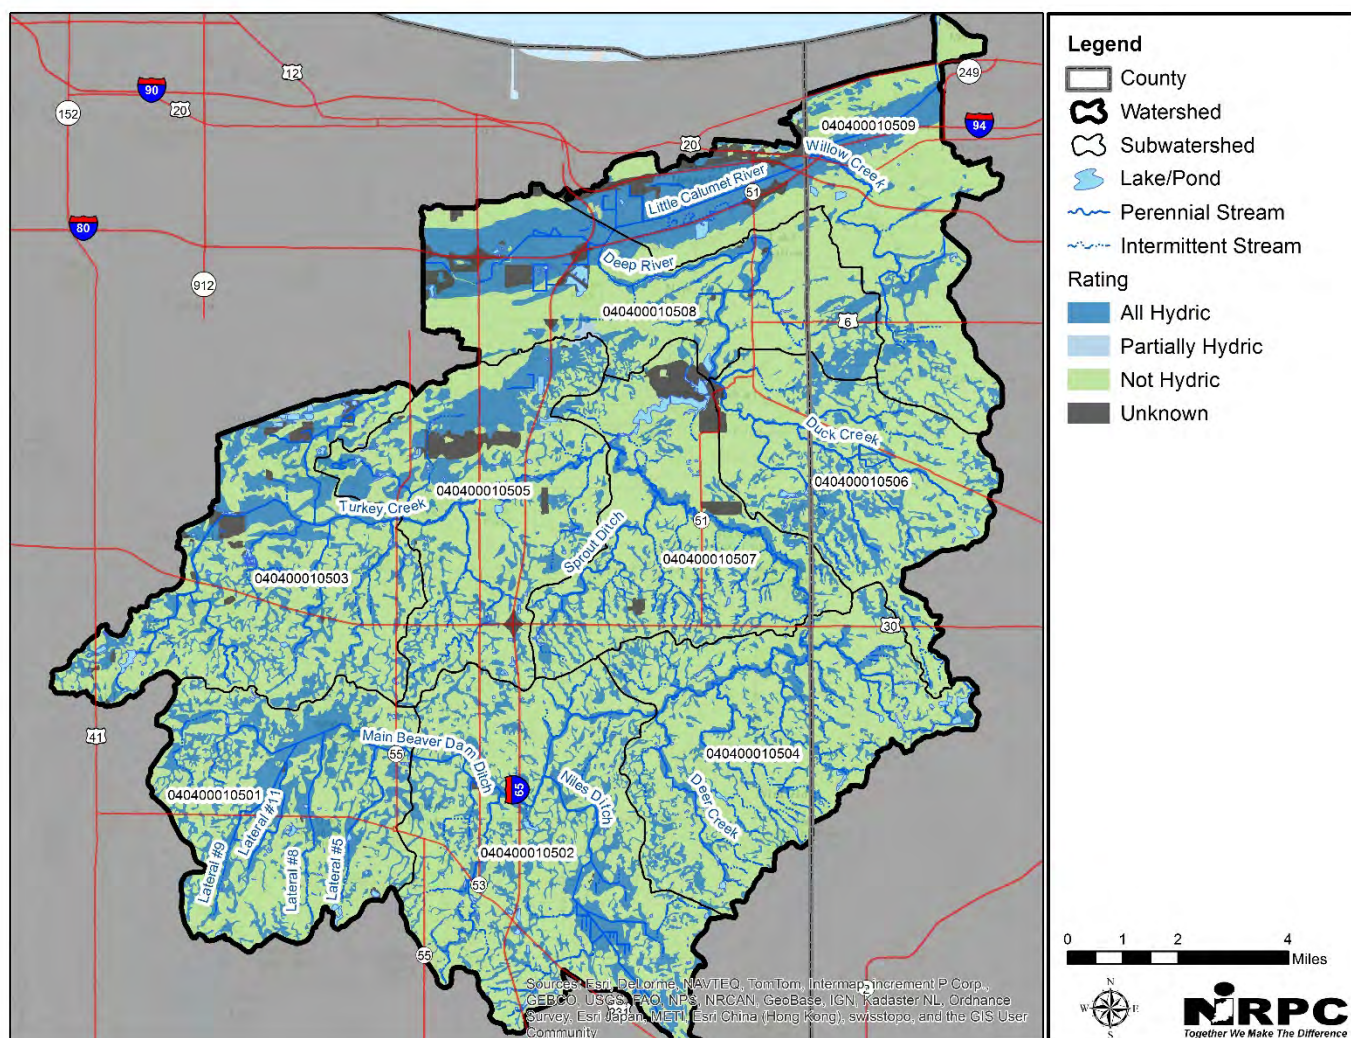 12
90
20
152
249
94
040400010509
20
Willow Creek
Little Calumet River
51
80
Deep River
912
040400010508
6
Duck Creek
040400010506
040400010505
Turkey Creek
51
Sprout Ditch
040400010507
040400010503
30
41
Main Beaver Dam Ditch
55
040400010504
65
Niles Ditch
Deer Creek
040400010501
Lateral #11
Lateral #9
Lateral #8
Lateral #5
040400010502
53
55
2
231
Sources: Esri, DeLorme, NAVTEQ, TomTom, Intermap, increment P Corp.,
GEBCO, USGS, FAO, NPS, NRCAN, GeoBase, IGN, Kadaster NL, Ordnance
Survey, Esri Japan, METI, Esri China (Hong Kong), swisstopo, and the GIS User
Community
Legend
County
Watershed
Subwatershed
Lake/Pond
Perennial Stream
Intermittent Stream
Rating
All Hydric
Partially Hydric
Not Hydric
Unknown
0 1 2 4
Miles
N
W E
S
NIRPC
Together We Make The Difference